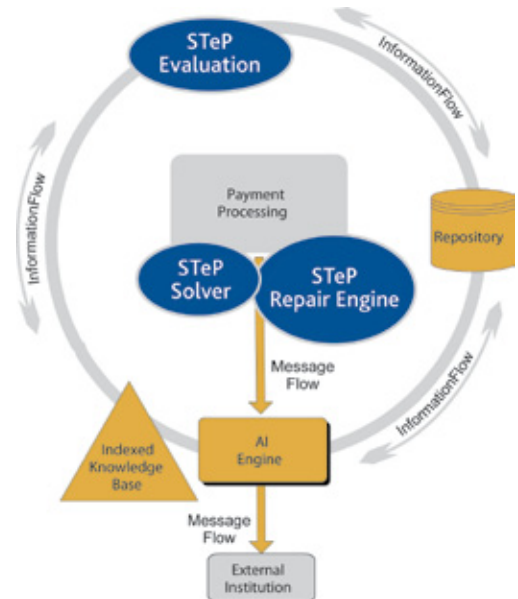 STeP
Evaluation
InformationFlow
InformationFlow
Payment
Processing
Repository
STeP
Solver
STeP
Repair Engine
Message
Flow
InformationFlow
AI
Engine
Indexed
Knowledge
Base
Message
Flow
External
Institution